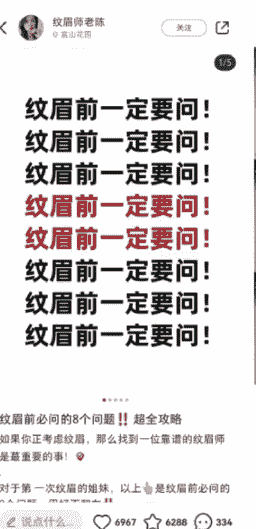 纹眉师老陈
富山花园
关注
1/5
纹眉前一定要问！
纹眉前一定要问！
纹眉前一定要问！
纹眉前一定要问！
纹眉前一定要问！
纹眉前一定要问！
纹眉前一定要问！
纹眉前一定要问！
纹眉前必问的8个问题‼️ 超全攻略
如果你正考虑纹眉，那么找到一位靠谱的纹眉师
是蕞重要的事！
对于第一次纹眉的姐妹，以上👆是纹眉前必问的
说点什么...
6967
6288
334